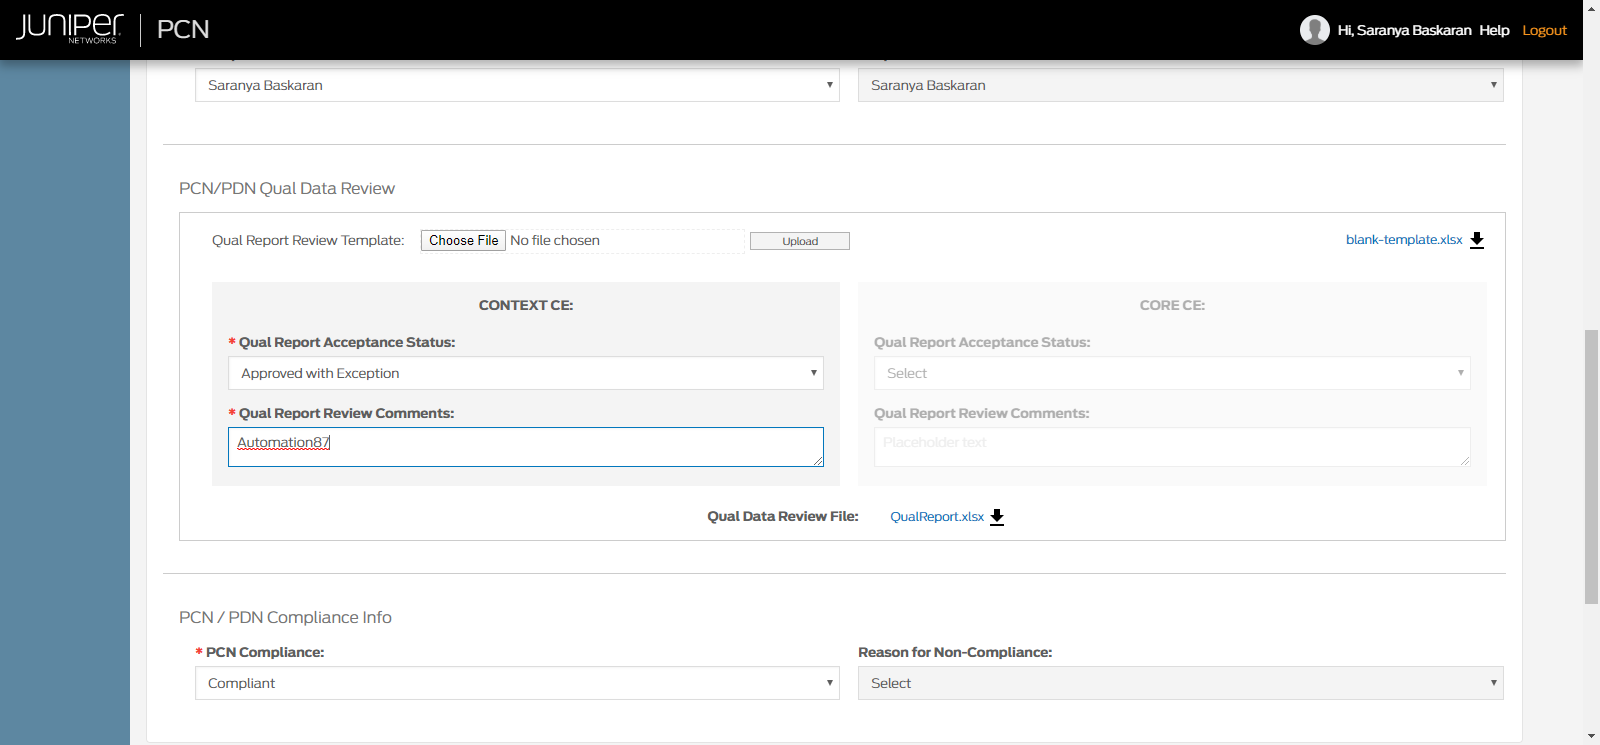 JUNIPER NETWORKS PCN Hi, Saranya Baskaran Help Logout
Saranya Baskaran Saranya Baskaran
PCN/PDN Qual Data Review
Qual Report Review Template: Choose File No file chosen Upload blank-template.xlsx
CONTEXT CE:
* Qual Report Acceptance Status:
Approved with Exception
* Qual Report Review Comments:
Automation87
CORE CE:
Qual Report Acceptance Status:
Select
Qual Report Review Comments:
Placeholder text
Qual Data Review File: QualReport.xlsx
PCN / PDN Compliance Info
* PCN Compliance:
Compliant
Reason for Non-Compliance:
Select